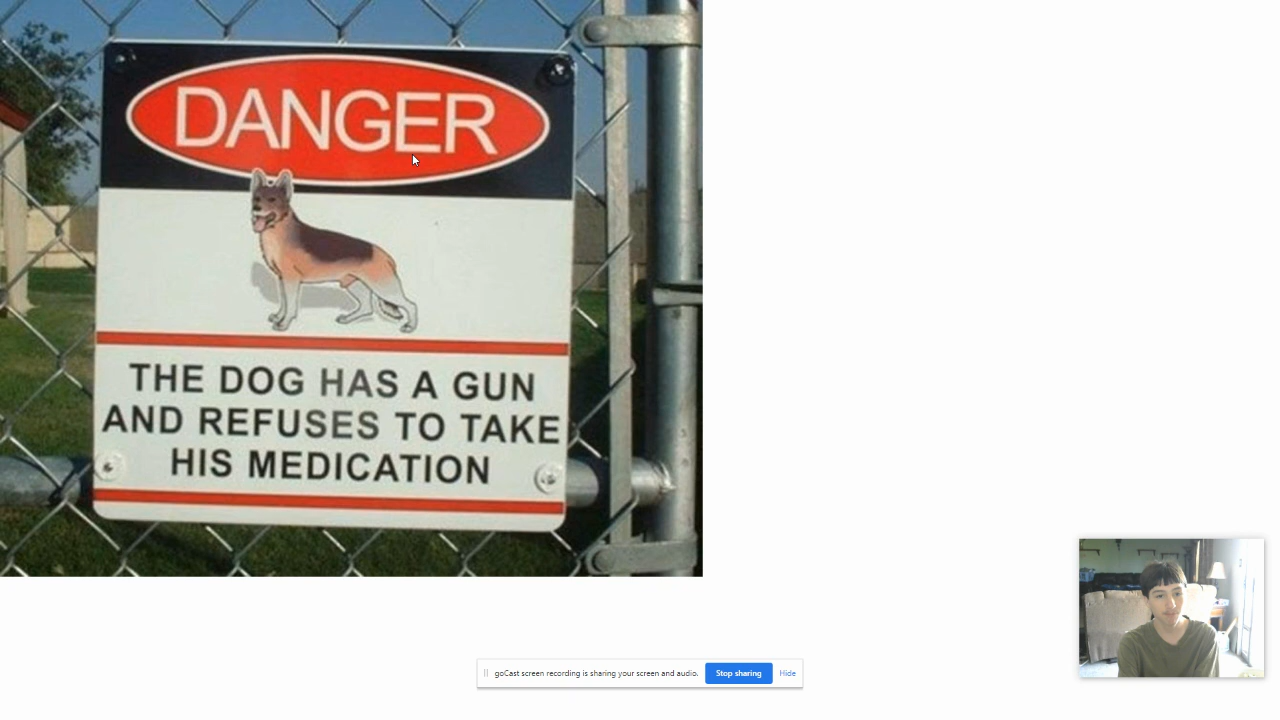 DANGER
THE DOG HAS A GUN
AND REFUSES TO TAKE
HIS MEDICATION
goCast screen recording is sharing your screen and audio. Stop sharing Hide